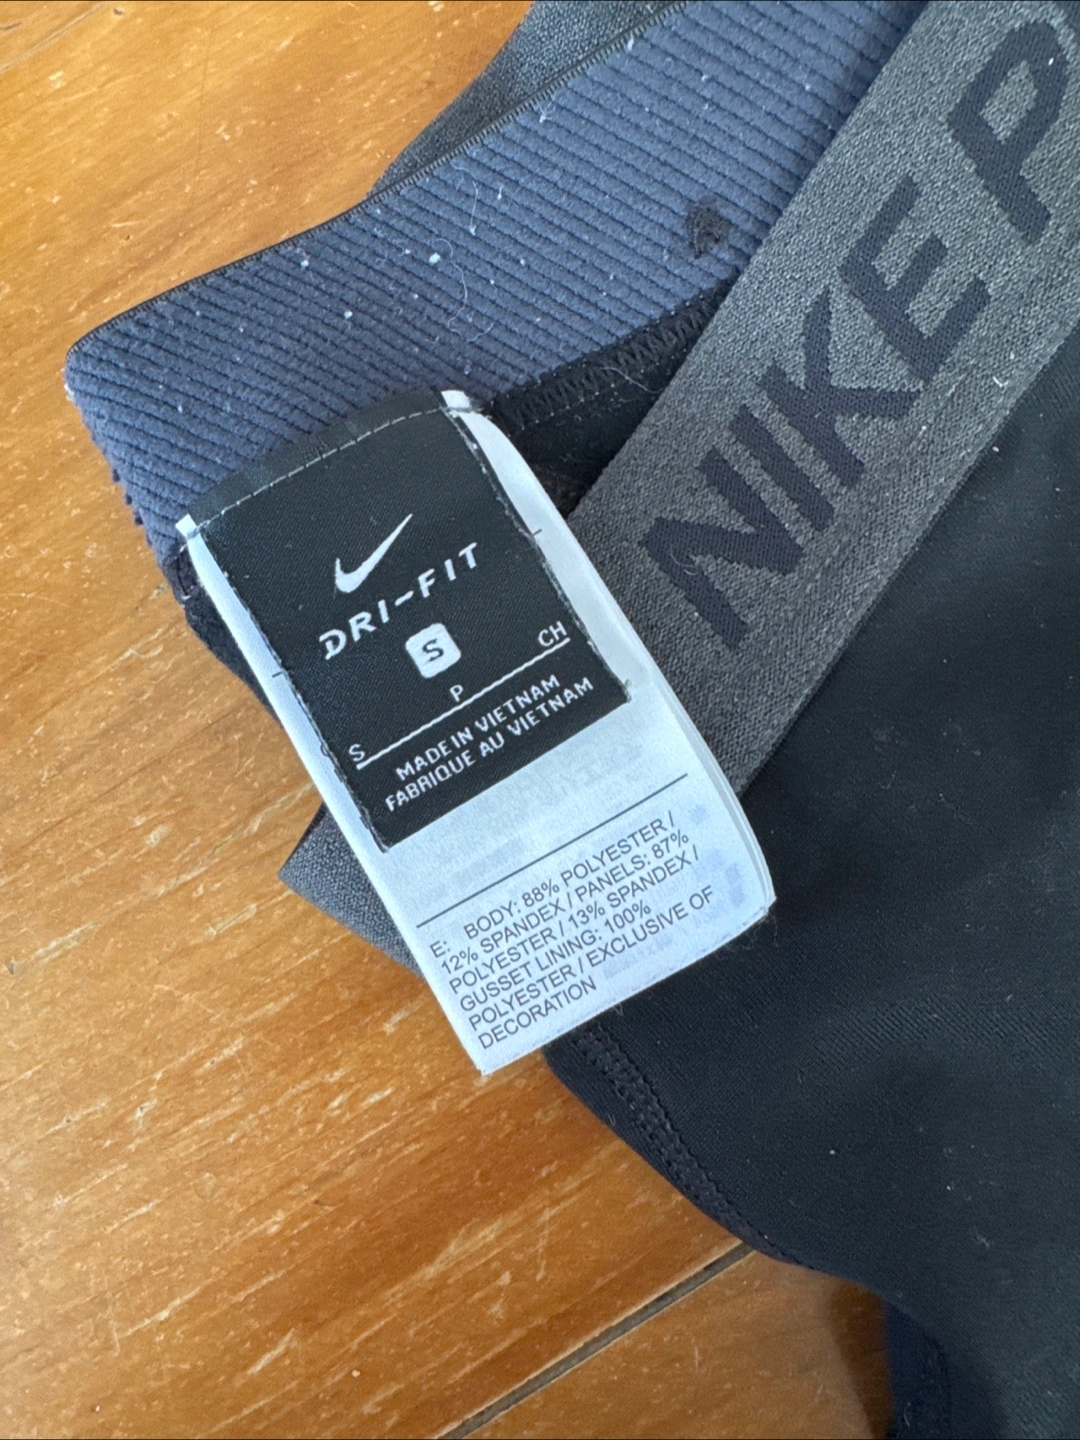 NIKE P
DRI-FIT
S
S P CH
MADE IN VIETNAM
FABRIQUE AU VIETNAM
E: BODY: 88% POLYESTER /
12% SPANDEX / PANELS: 87%
POLYESTER / 13% SPANDEX /
GUSSET LINING: 100%
POLYESTER / EXCLUSIVE OF
DECORATION